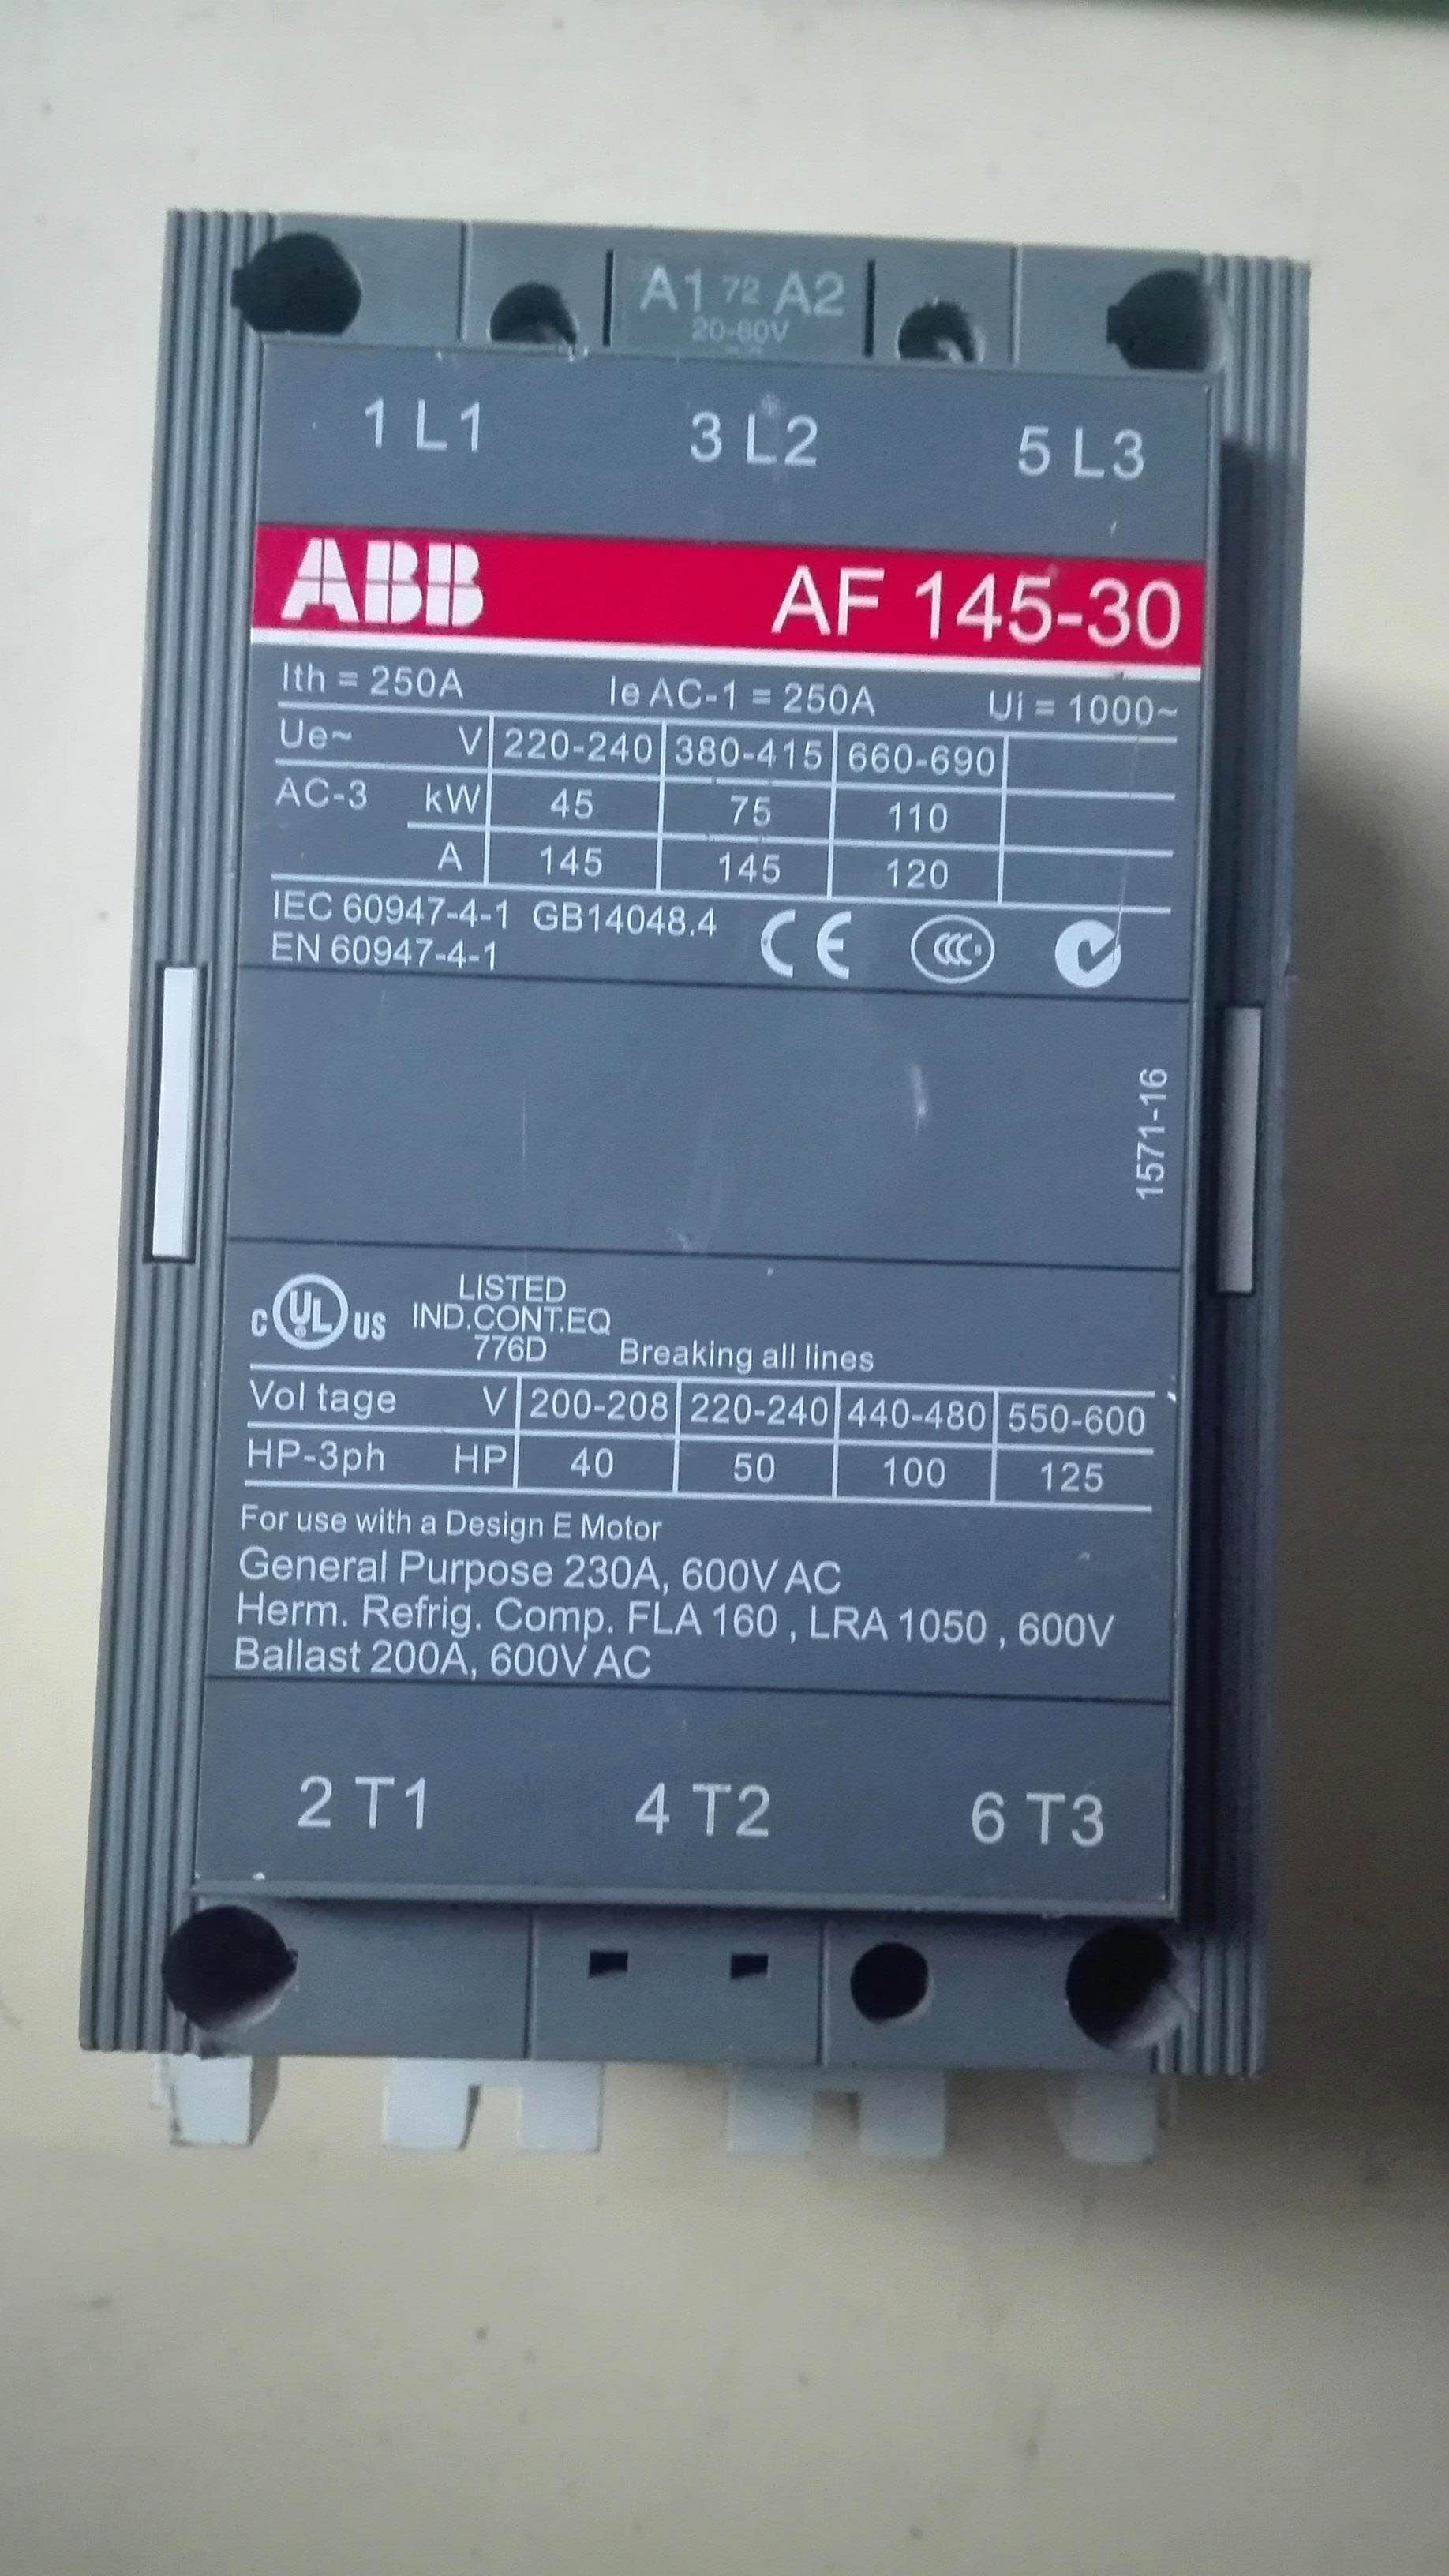 A1 72 A2
20-60V
1 L1 3 L2 5 L3
ABB AF 145-30
Ith = 250A Ie AC-1 = 250A Ui = 1000~
Ue~ V 220-240 380-415 660-690
AC-3 kW 45 75 110
A 145 145 120
IEC 60947-4-1 GB14048.4
EN 60947-4-1
CE CCC
1571-16
C UL US LISTED
IND.CONT.EQ
776D Breaking all lines
Vol tage V 200-208 220-240 440-480 550-600
HP-3ph HP 40 50 100 125
For use with a Design E Motor
General Purpose 230A, 600V AC
Herm. Refrig. Comp. FLA 160 , LRA 1050 , 600V
Ballast 200A, 600V AC
2 T1 4 T2 6 T3